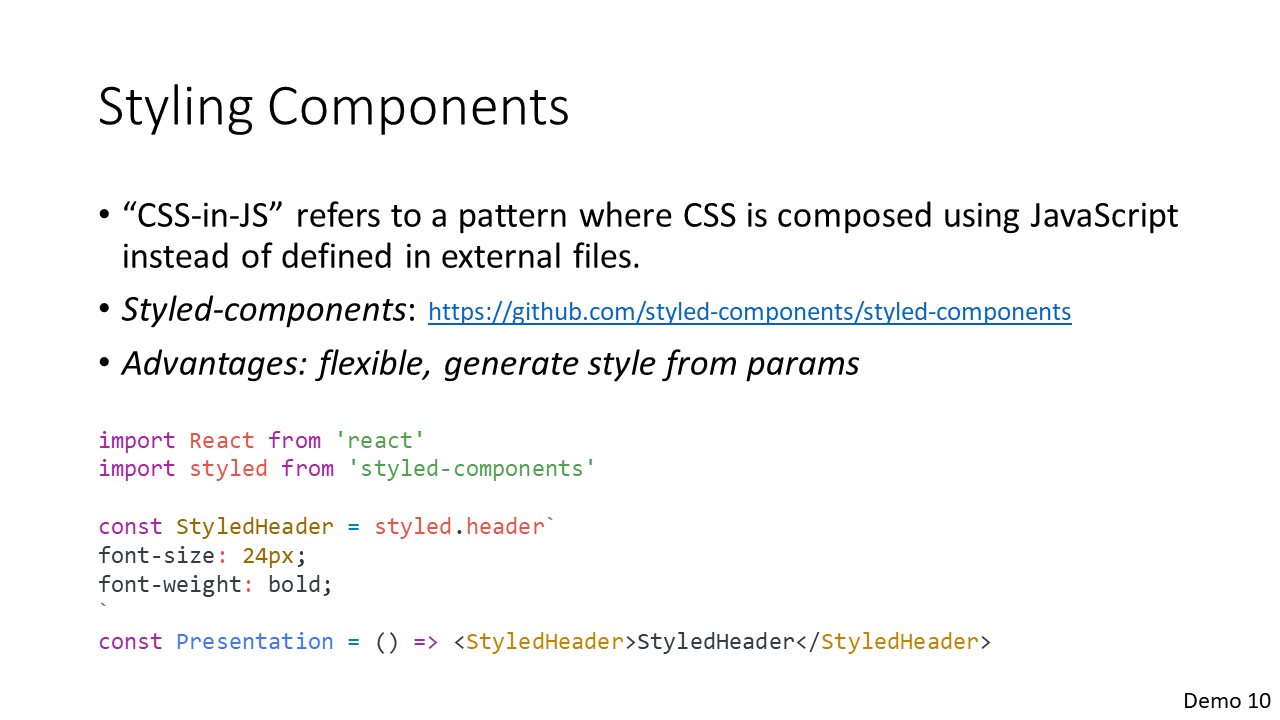 Styling Components
• “CSS-in-JS” refers to a pattern where CSS is composed using JavaScript
instead of defined in external files.
• Styled-components: https://github.com/styled-components/styled-components
• Advantages: flexible, generate style from params
import React from 'react'
import styled from 'styled-components'
const StyledHeader = styled.header`
font-size: 24px;
font-weight: bold;
`
const Presentation = () => <StyledHeader>StyledHeader</StyledHeader>
Demo 10